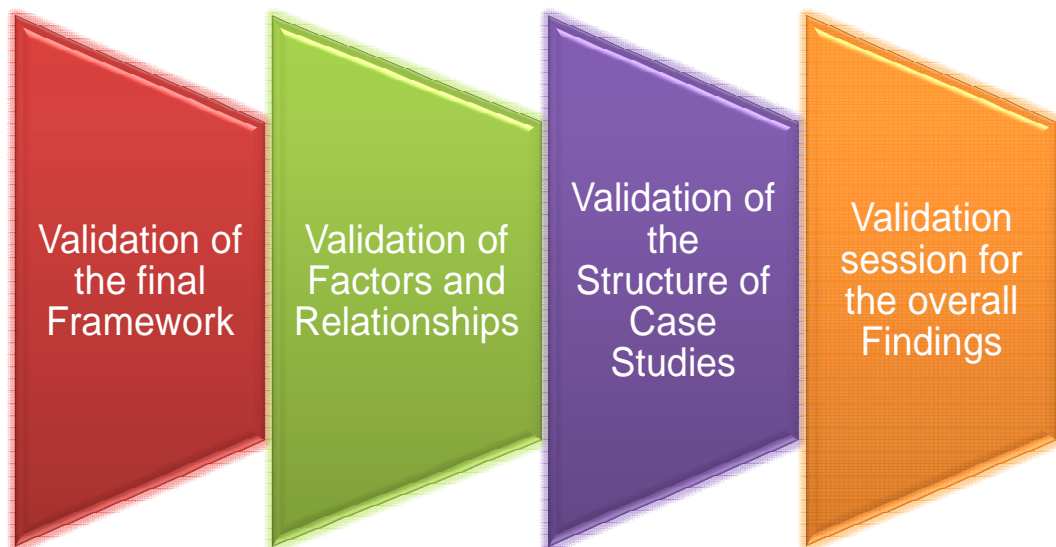 Validation of
the final
Framework
Validation of
Factors and
Relationships
Validation of
the
Structure of
Case
Studies
Validation
session for
the overall
Findings